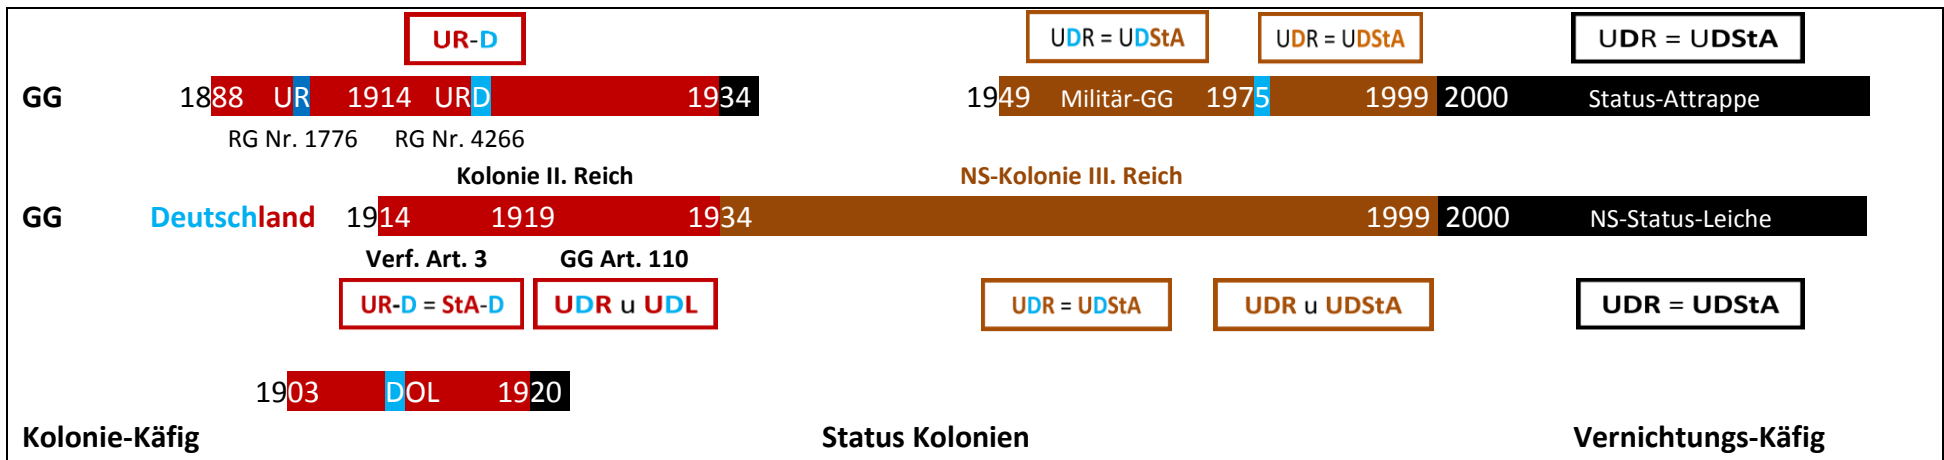 UR-D UDR = UDStA UDR = UDStA UDR = UDStA
GG 1888 UR 1914 URD 1934 1949 Militär-GG 1975 1999 2000 Status-Attrappe
RG Nr. 1776 RG Nr. 4266
Kolonie II. Reich NS-Kolonie III. Reich
GG Deutschland 1914 1919 1934 1999 2000 NS-Status-Leiche
Verf. Art. 3 GG Art. 110
UR-D = StA-D UDR u UDL UDR = UDStA UDR u UDStA UDR = UDStA
1903 DOL 1920
Kolonie-Käfig Status Kolonien Vernichtungs-Käfig